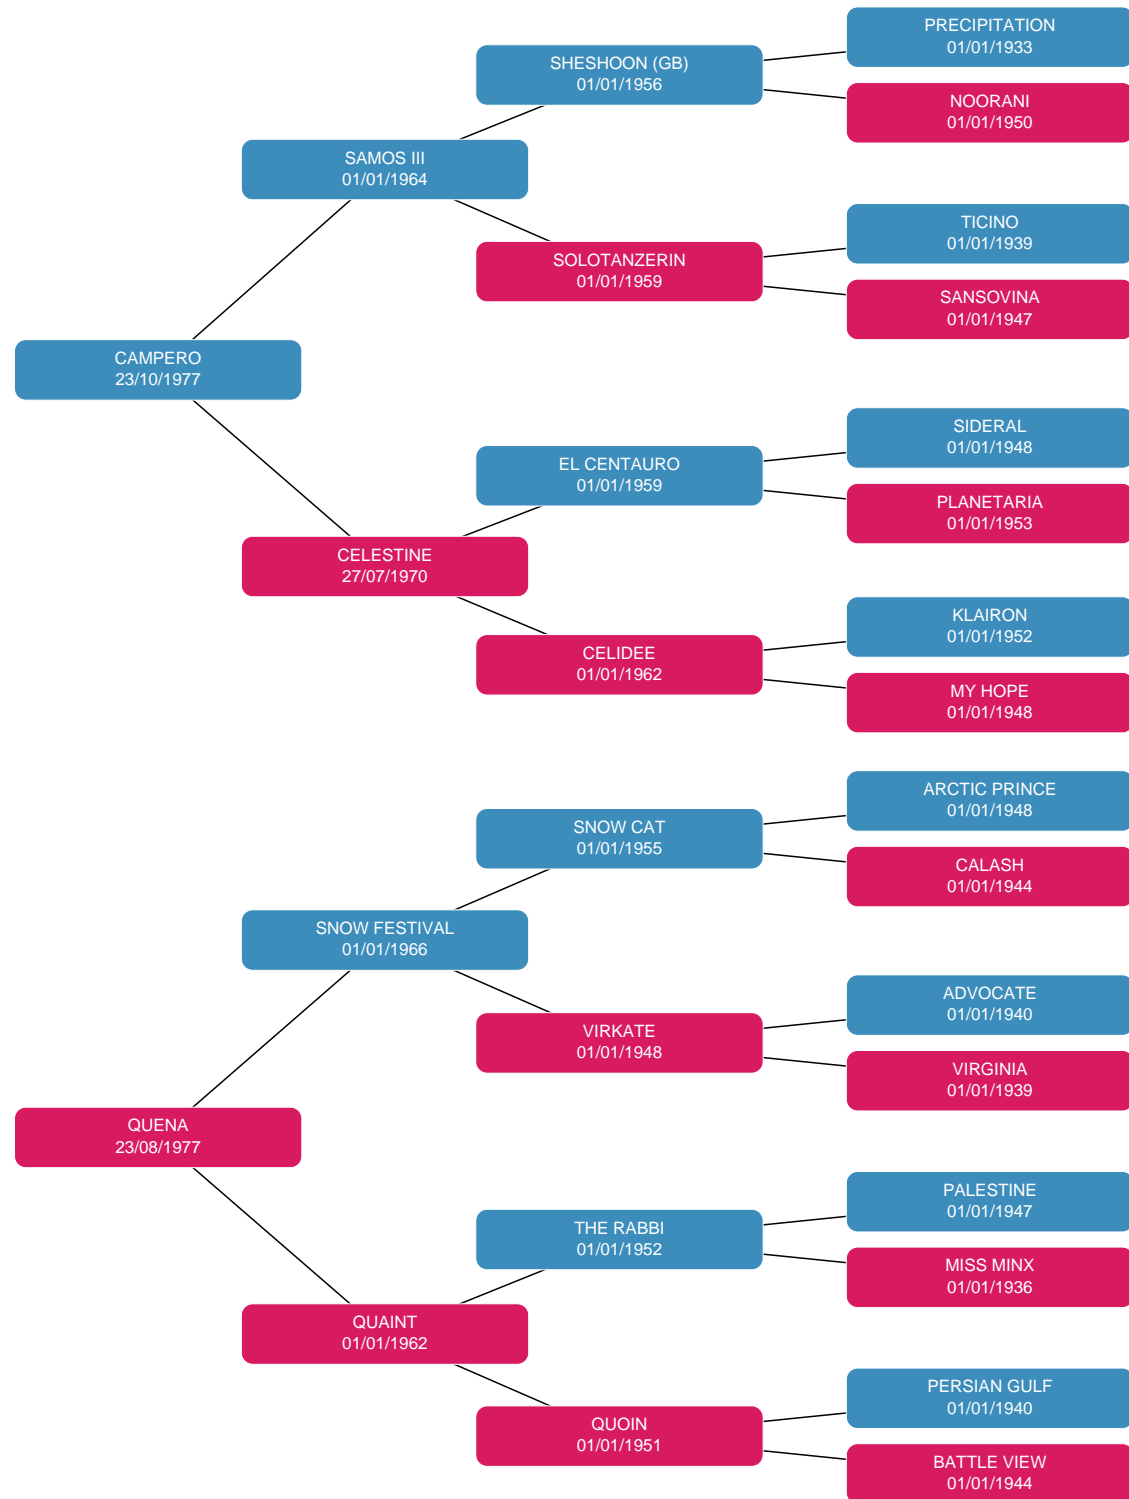 PRECIPITATION
01/01/1933
SHESHOON (GB)
01/01/1956
NOORANI
01/01/1950
SAMOS III
01/01/1964
TICINO
01/01/1939
SOLOTANZERIN
01/01/1959
SANSOVINA
01/01/1947
CAMPERO
23/10/1977
SIDERAL
01/01/1948
EL CENTAURO
01/01/1959
PLANETARIA
01/01/1953
CELESTINE
27/07/1970
KLAIRON
01/01/1952
CELIDEE
01/01/1962
MY HOPE
01/01/1948
ARCTIC PRINCE
01/01/1948
SNOW CAT
01/01/1955
CALASH
01/01/1944
SNOW FESTIVAL
01/01/1966
ADVOCATE
01/01/1940
VIRKATE
01/01/1948
VIRGINIA
01/01/1939
QUENA
23/08/1977
PALESTINE
01/01/1947
THE RABBI
01/01/1952
MISS MINX
01/01/1936
QUAINT
01/01/1962
PERSIAN GULF
01/01/1940
QUOIN
01/01/1951
BATTLE VIEW
01/01/1944